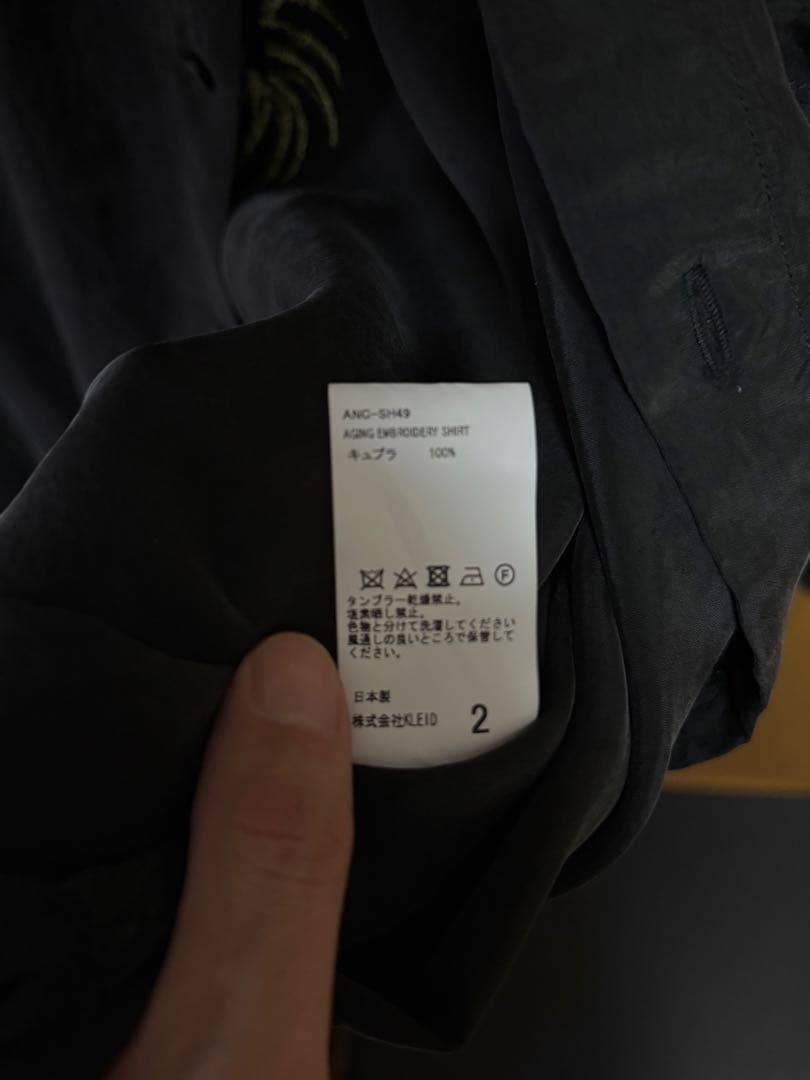 ANC-SH49
AGING EMBROIDERY SHIRT
キュプラ 100%
F
タンブラー乾燥禁止。
塩素晒し禁止。
色物と分けて洗濯してください
風通しの良いところで保管して
ください。
日本製
株式会社KLEID 2